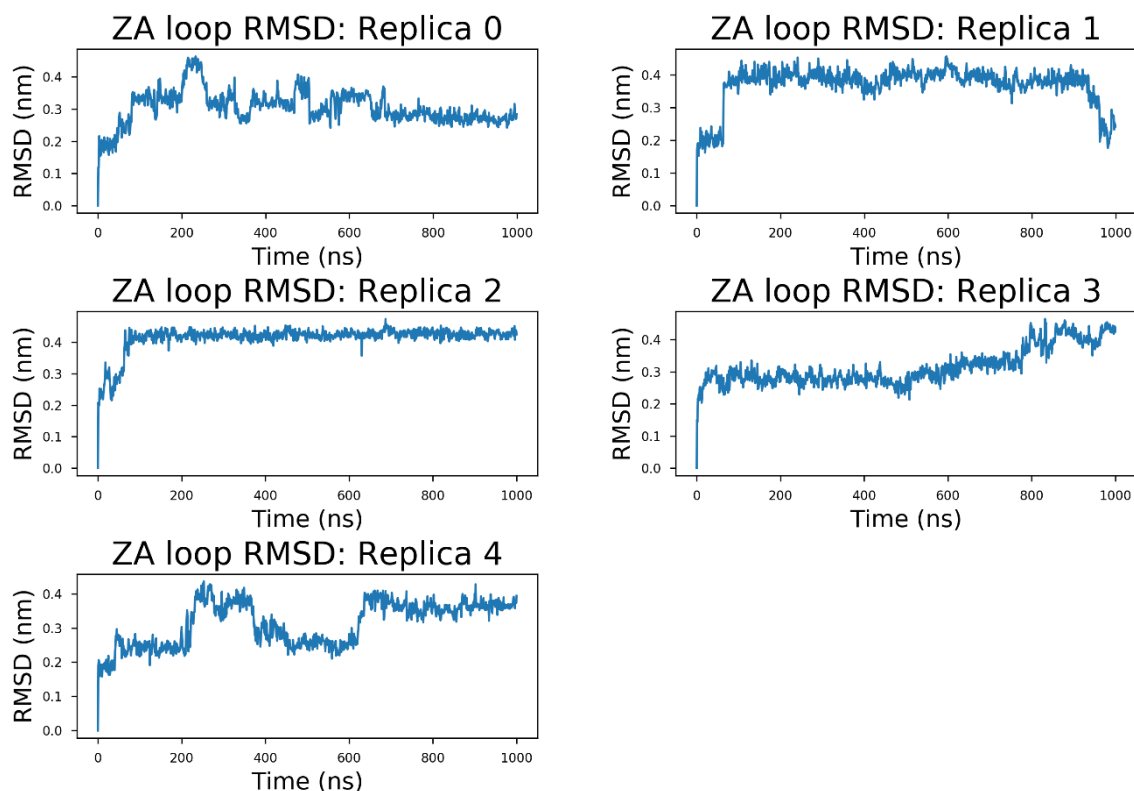 ZA loop RMSD: Replica 0
RMSD (nm)
0.4
0.3
0.2
0.1
0.0
0 200 400 600 800 1000
Time (ns)
ZA loop RMSD: Replica 1
RMSD (nm)
0.4
0.3
0.2
0.1
0.0
0 200 400 600 800 1000
Time (ns)
ZA loop RMSD: Replica 2
RMSD (nm)
0.4
0.3
0.2
0.1
0.0
0 200 400 600 800 1000
Time (ns)
ZA loop RMSD: Replica 3
RMSD (nm)
0.4
0.3
0.2
0.1
0.0
0 200 400 600 800 1000
Time (ns)
ZA loop RMSD: Replica 4
RMSD (nm)
0.4
0.3
0.2
0.1
0.0
0 200 400 600 800 1000
Time (ns)